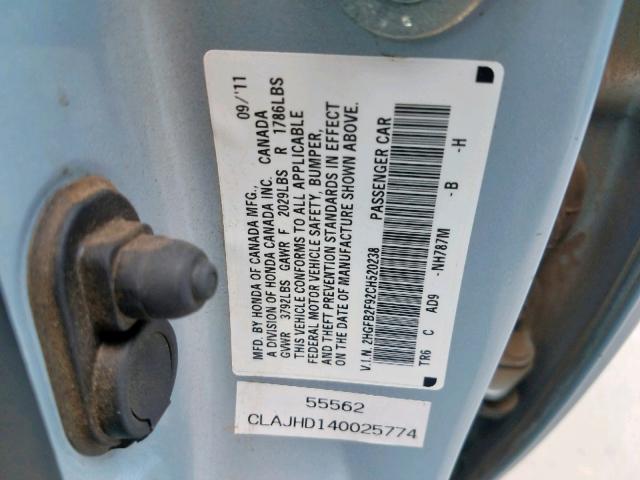 MFD. BY HONDA OF CANADA MFG., 09/'11
A DIVISION OF HONDA CANADA INC. CANADA
GVWR 3792LBS GAWR F 2029LBS R 1786LBS
THIS VEHICLE CONFORMS TO ALL APPLICABLE
FEDERAL MOTOR VEHICLE SAFETY, BUMPER,
AND THEFT PREVENTION STANDARDS IN EFFECT
ON THE DATE OF MANUFACTURE SHOWN ABOVE.
V.I.N. 2HGFB2F92CH520238 PASSENGER CAR
TR6 C AD9 -NH787M -B -H
55562
CLAJHD140025774